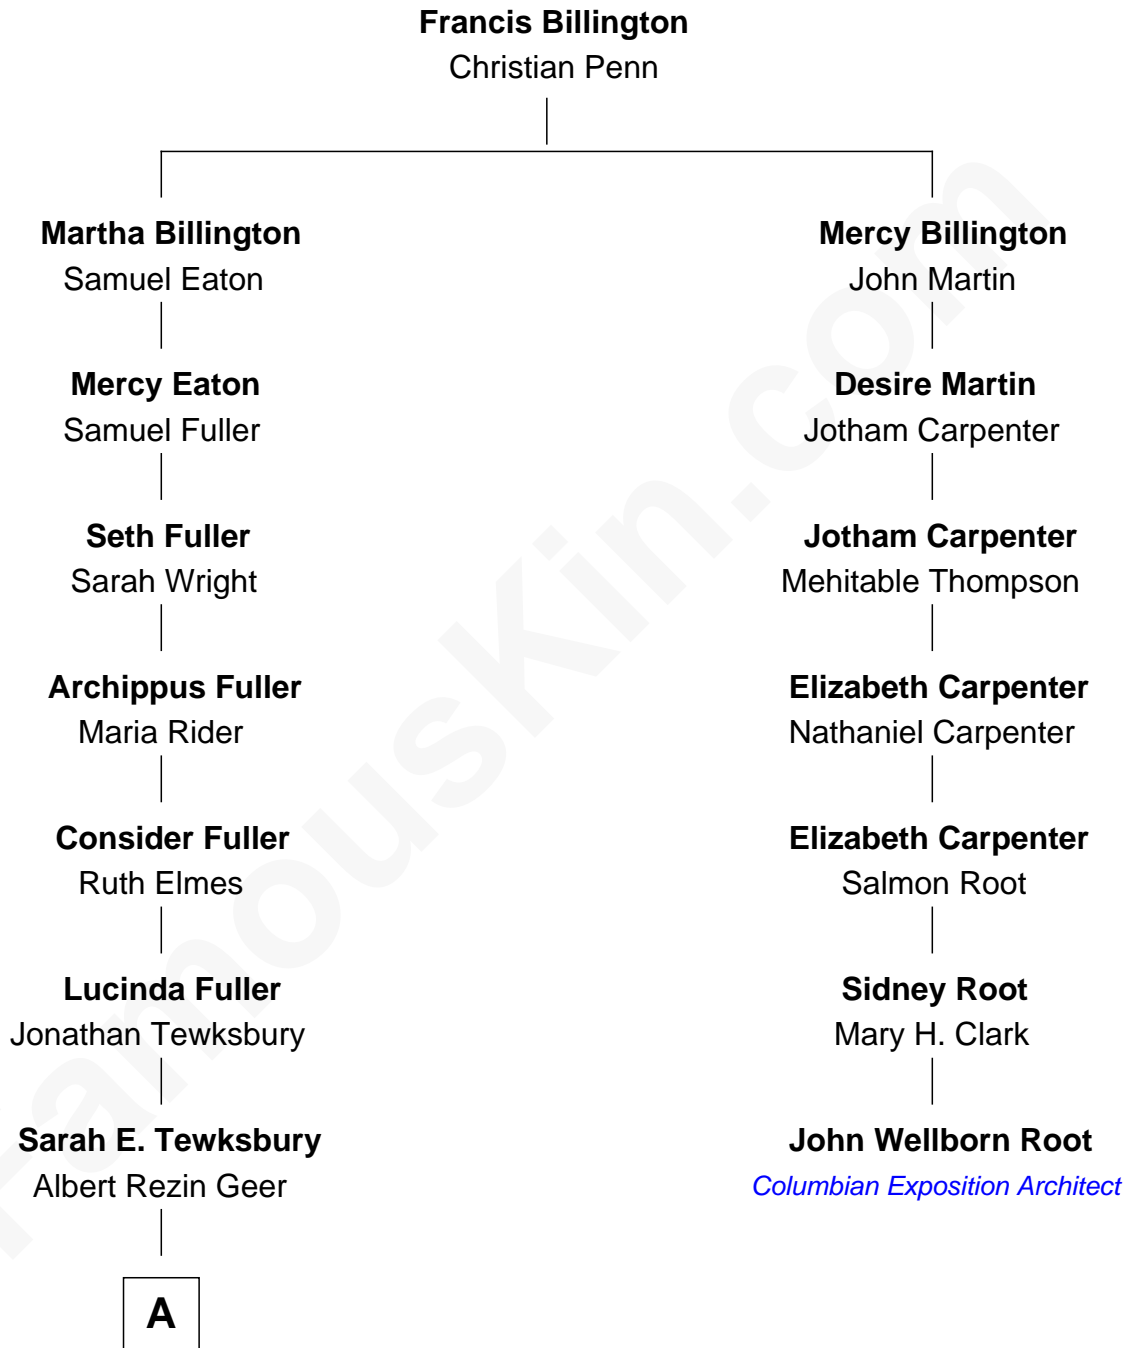 Francis Billington
Christian Penn
Martha Billington
Samuel Eaton
Mercy Billington
John Martin
Mercy Eaton
Samuel Fuller
Desire Martin
Jotham Carpenter
Seth Fuller
Sarah Wright
Jotham Carpenter
Mehitable Thompson
Archippus Fuller
Maria Rider
Elizabeth Carpenter
Nathaniel Carpenter
Consider Fuller
Ruth Elmes
Elizabeth Carpenter
Salmon Root
Lucinda Fuller
Jonathan Tewksbury
Sidney Root
Mary H. Clark
Sarah E. Tewksbury
Albert Rezin Geer
John Wellborn Root
Columbian Exposition Architect
A
FamousKin.com